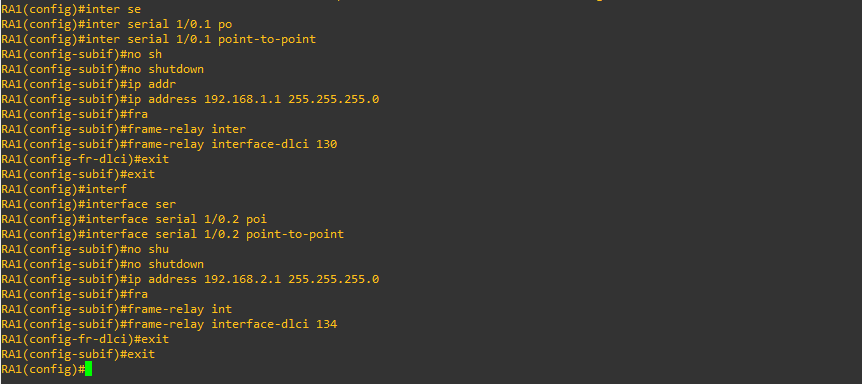 RA1(config)#inter se
RA1(config)#inter serial 1/0.1 po
RA1(config)#inter serial 1/0.1 point-to-point
RA1(config-subif)#no sh
RA1(config-subif)#no shutdown
RA1(config-subif)#ip addr
RA1(config-subif)#ip address 192.168.1.1 255.255.255.0
RA1(config-subif)#fra
RA1(config-subif)#frame-relay inter
RA1(config-subif)#frame-relay interface-dlci 130
RA1(config-fr-dlci)#exit
RA1(config-subif)#exit
RA1(config)#interf
RA1(config)#interface ser
RA1(config)#interface serial 1/0.2 poi
RA1(config)#interface serial 1/0.2 point-to-point
RA1(config-subif)#no shu
RA1(config-subif)#no shutdown
RA1(config-subif)#ip address 192.168.2.1 255.255.255.0
RA1(config-subif)#fra
RA1(config-subif)#frame-relay int
RA1(config-subif)#frame-relay interface-dlci 134
RA1(config-fr-dlci)#exit
RA1(config-subif)#exit
RA1(config)#